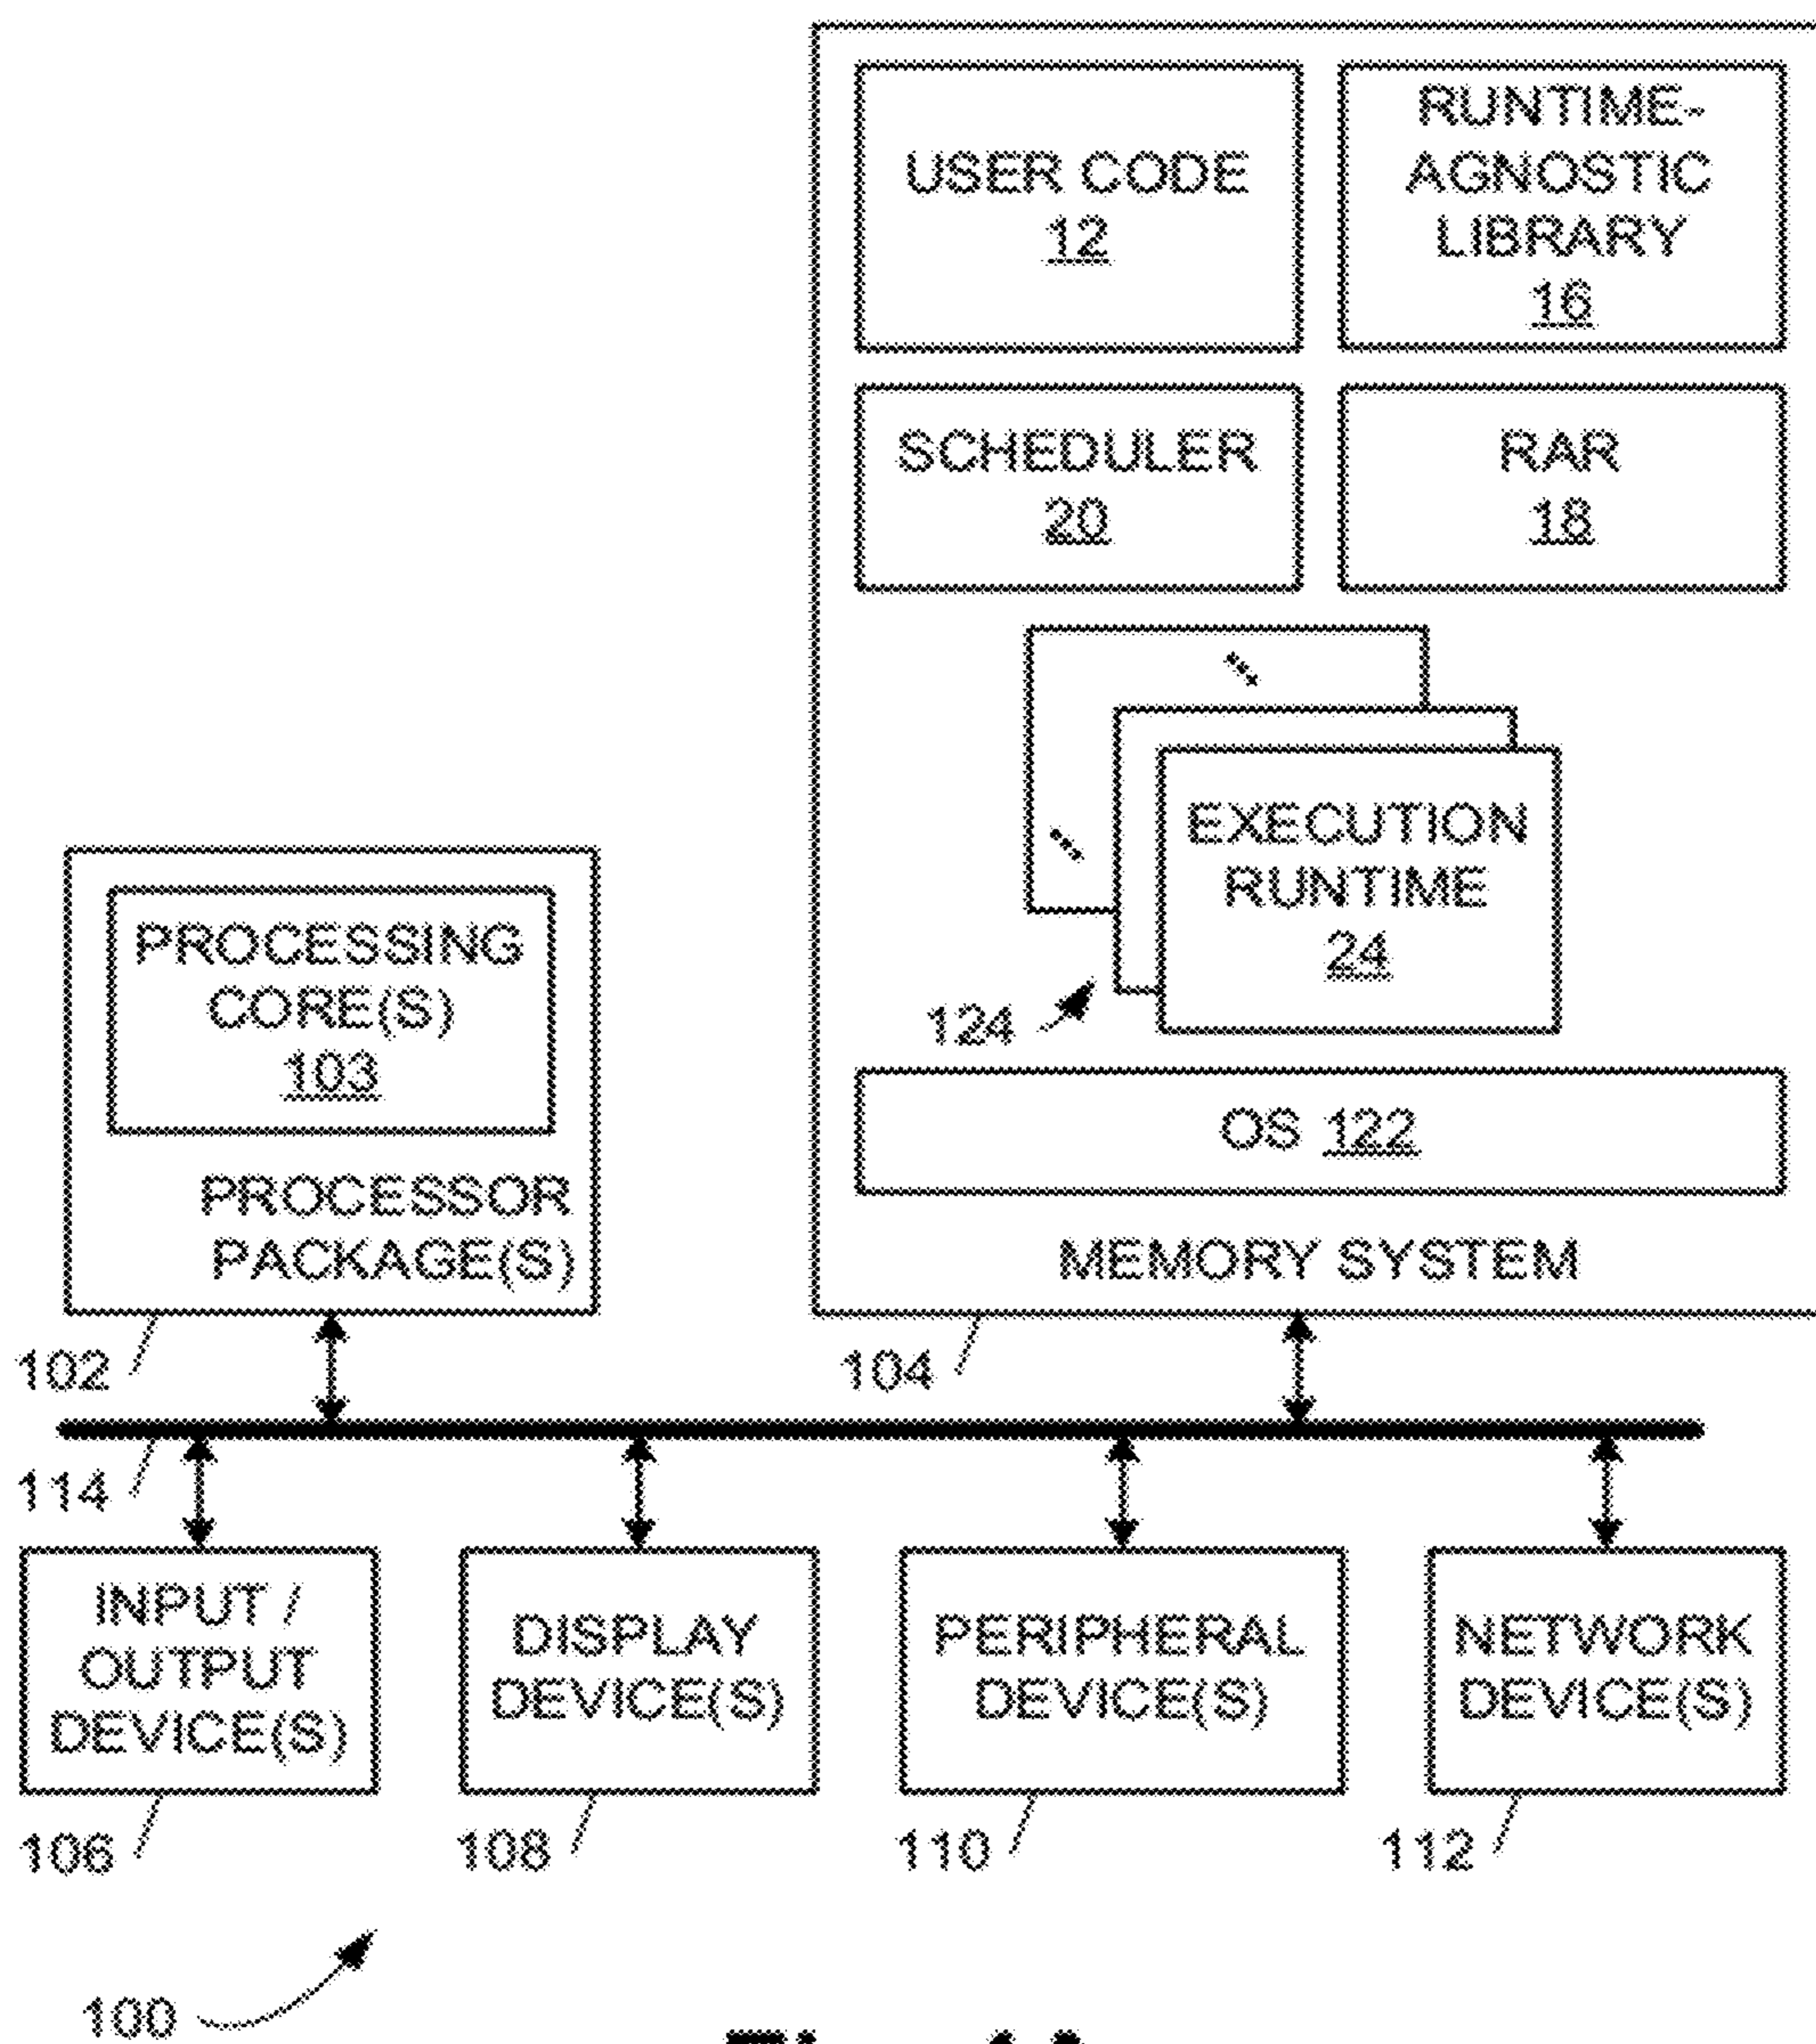 USER CODE
12
RUNTIME-
AGNOSTIC
LIBRARY
16
SCHEDULER
20
RAR
18
EXECUTION
RUNTIME
24
124
OS 122
MEMORY SYSTEM
104
PROCESSING
CORE(S)
103
PROCESSOR
PACKAGE(S)
102
114
INPUT /
OUTPUT
DEVICE(S)
106
DISPLAY
DEVICE(S)
108
PERIPHERAL
DEVICE(S)
110
NETWORK
DEVICE(S)
112
100